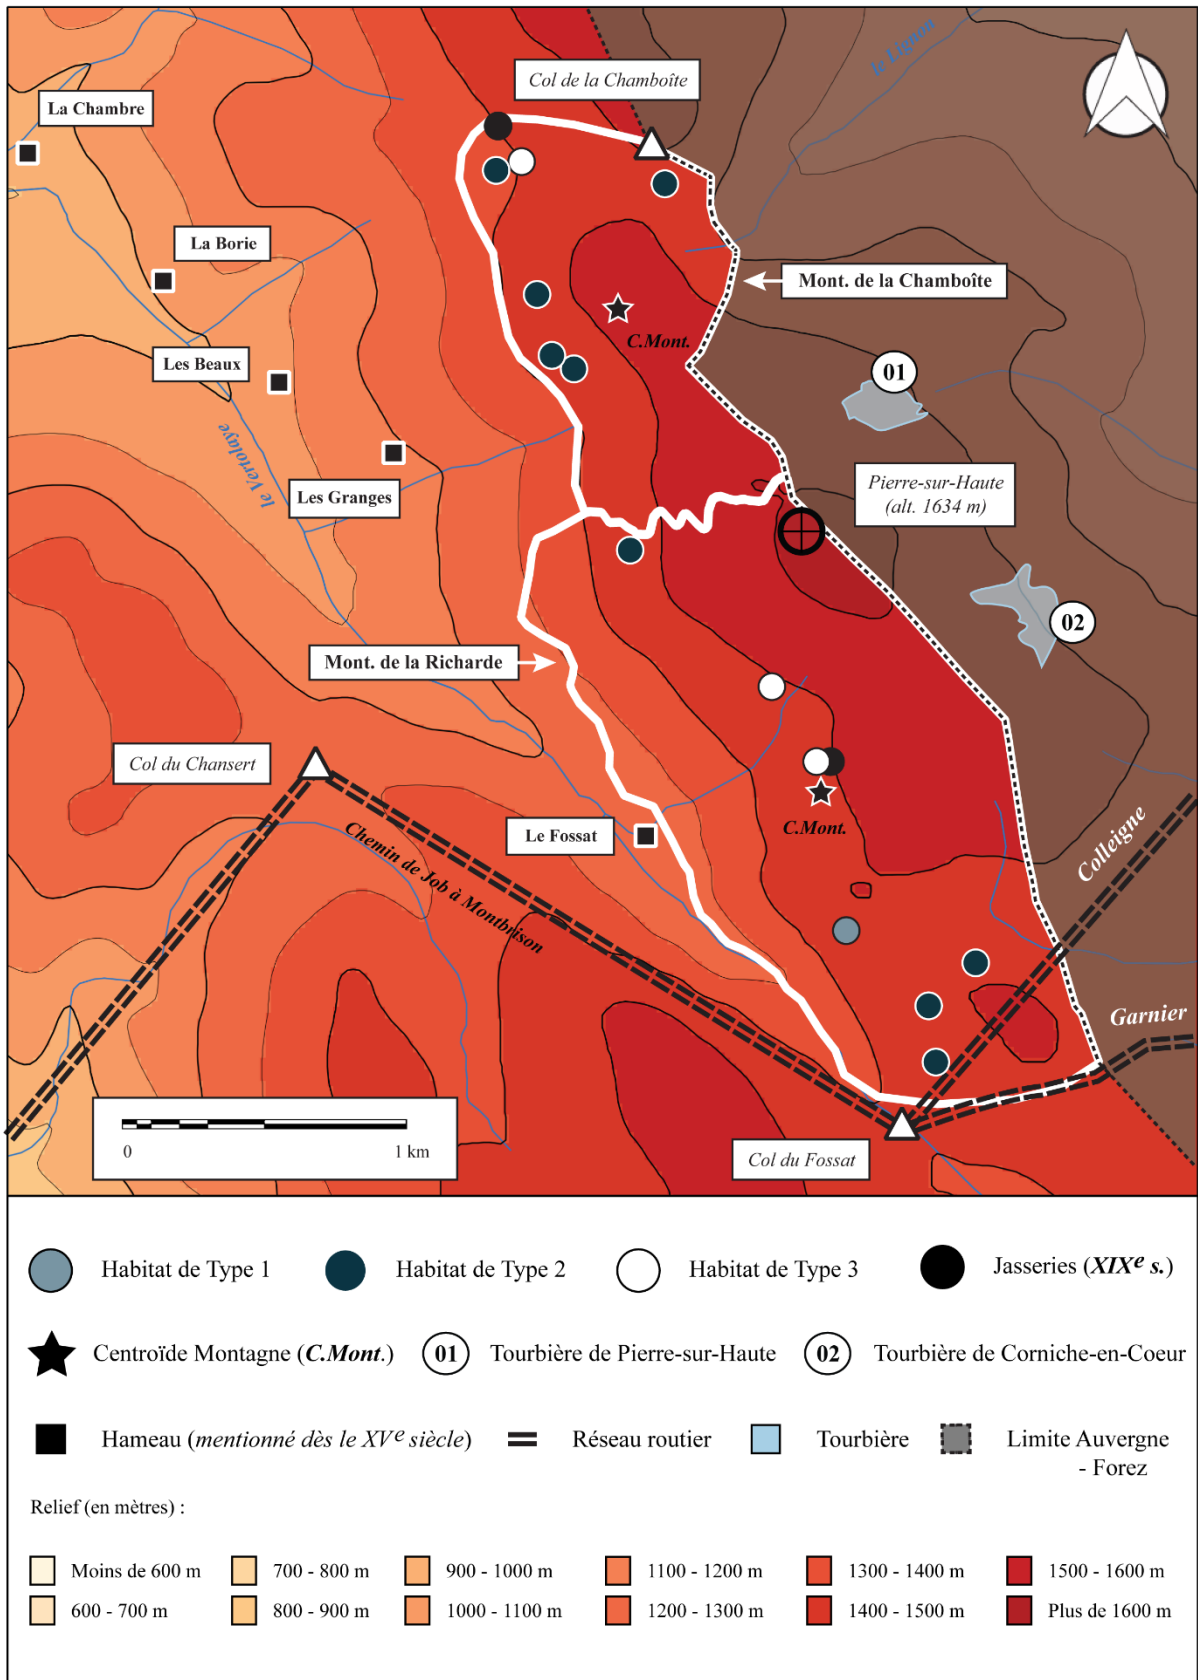 le Lignon
Col de la Chamboîte
La Chambre
La Borie
Mont. de la Chamboîte
C.Mont.
Les Beaux
01
le Vertolaye
Les Granges
Pierre-sur-Haute
(alt. 1634 m)
02
Mont. de la Richarde
Col du Chansert
C.Mont.
Le Fossat
Colleigne
Chemin de Job à Montbrison
Garnier
0 1 km
Col du Fossat
Habitat de Type 1 Habitat de Type 2 Habitat de Type 3 Jasseries (XIXe s.)
Centroïde Montagne (C.Mont.) 01 Tourbière de Pierre-sur-Haute 02 Tourbière de Corniche-en-Coeur
Hameau (mentionné dès le XVe siècle) Réseau routier Tourbière Limite Auvergne
- Forez
Relief (en mètres) :
Moins de 600 m 700 - 800 m 900 - 1000 m 1100 - 1200 m 1300 - 1400 m 1500 - 1600 m
600 - 700 m 800 - 900 m 1000 - 1100 m 1200 - 1300 m 1400 - 1500 m Plus de 1600 m